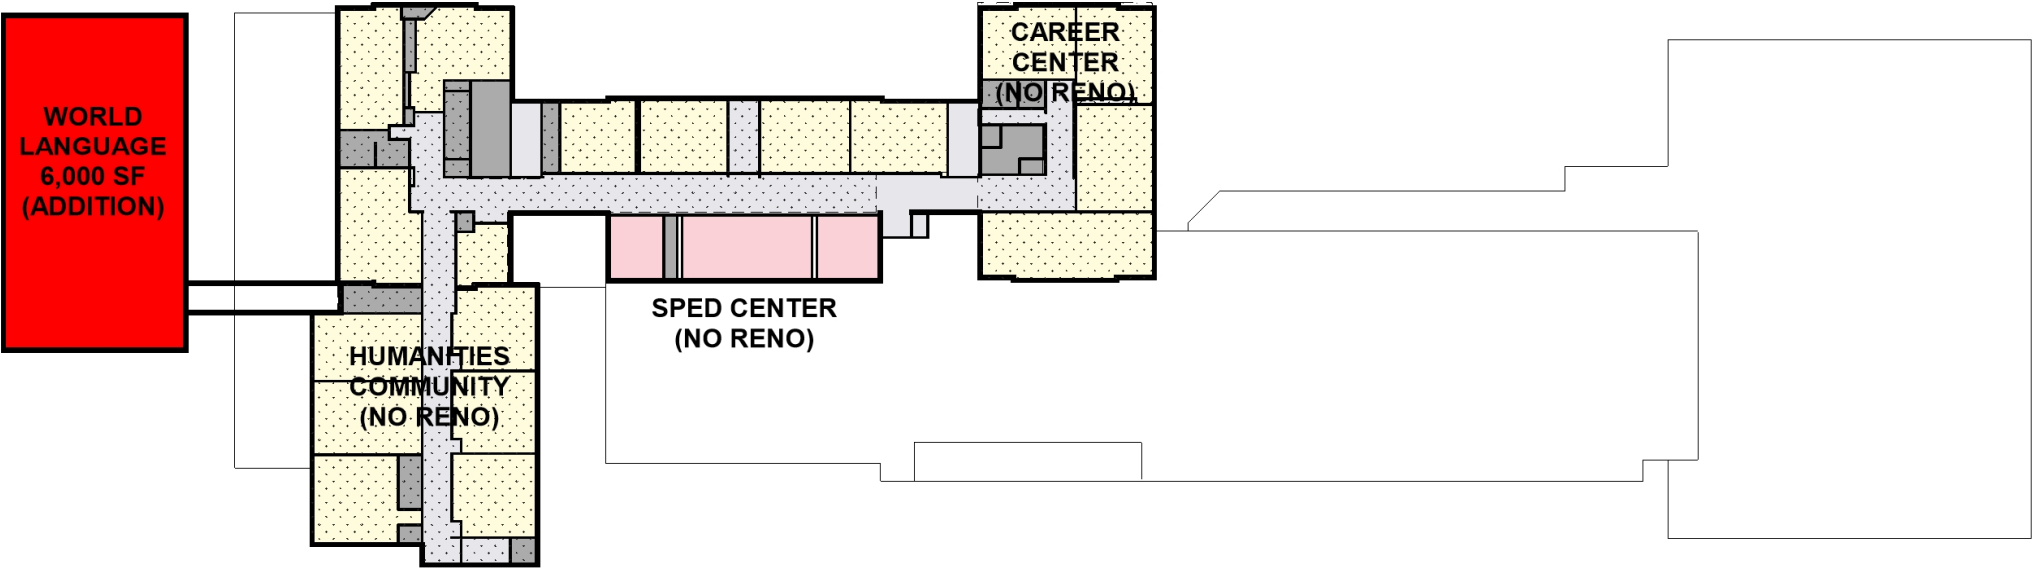 WORLD
LANGUAGE
6,000 SF
(ADDITION)
CAREER
CENTER
(NO RENO)
SPED CENTER
(NO RENO)
HUMANITIES
COMMUNITY
(NO RENO)